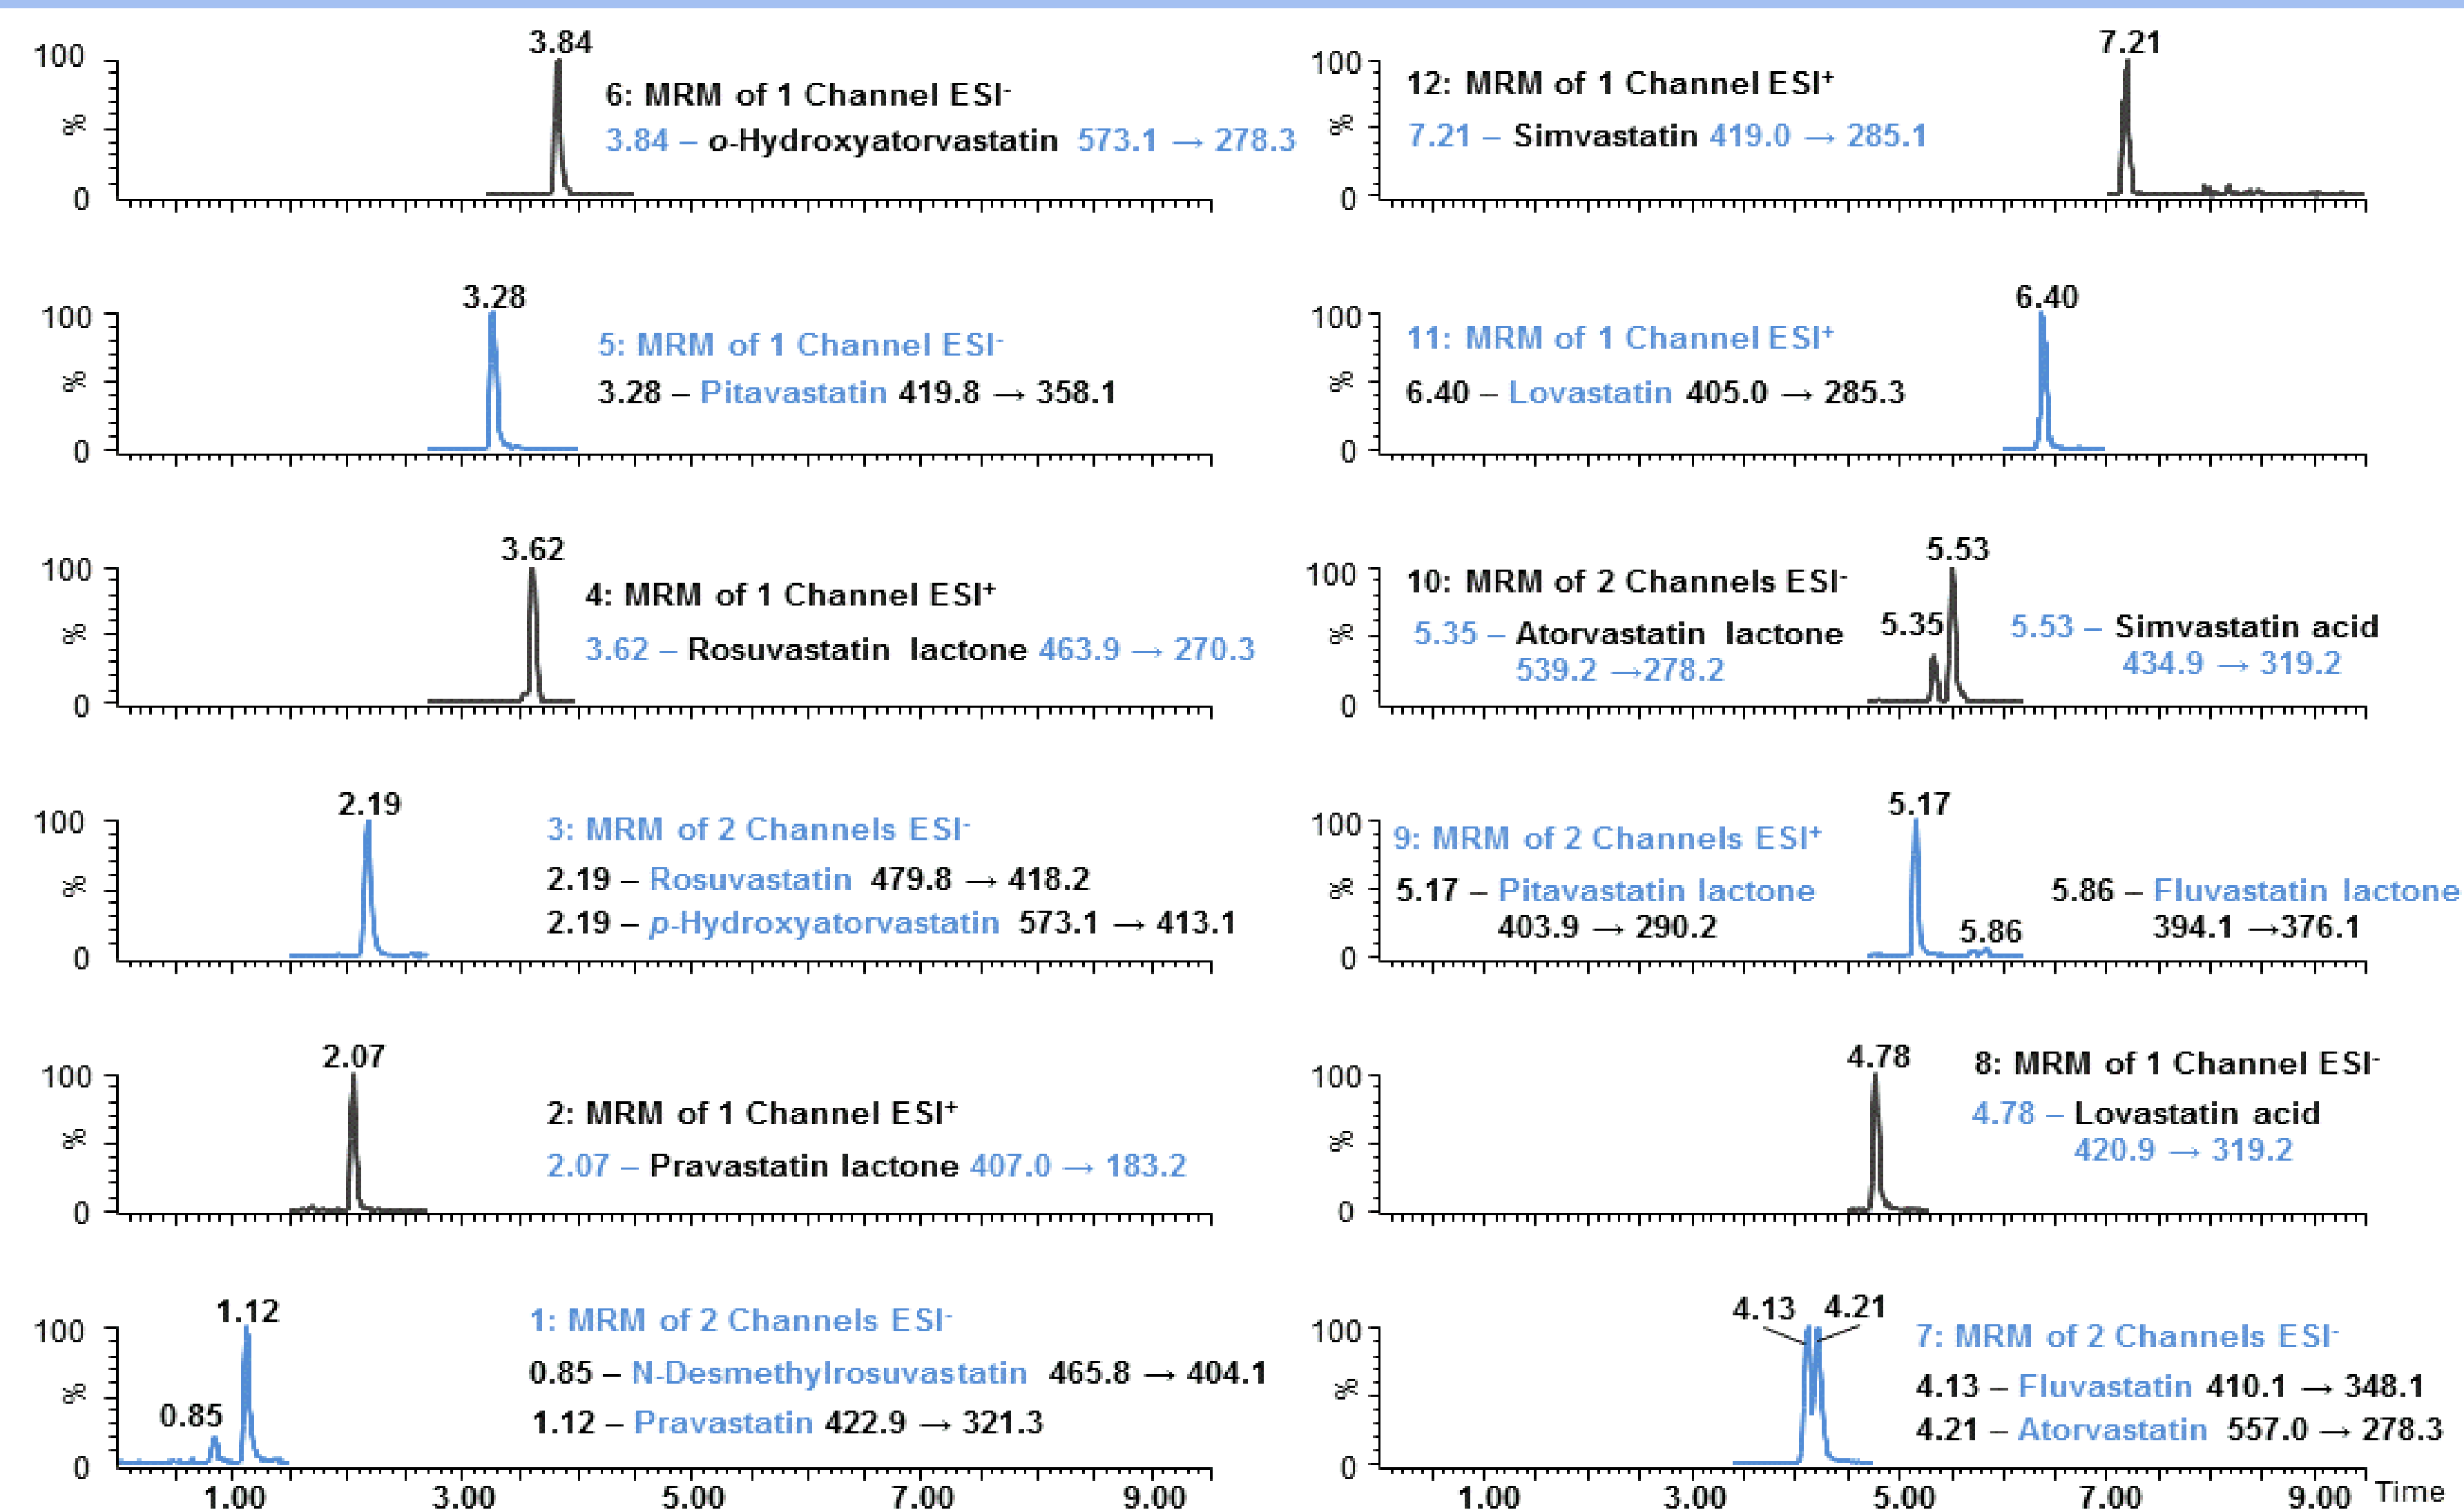 3.84
100
6: MRM of 1 Channel ESI-
3.84 – o-Hydroxyatorvastatin 573.1 → 278.3
%
0
3.28
100
5: MRM of 1 Channel ESI-
3.28 – Pitavastatin 419.8 → 358.1
%
0
3.62
100
4: MRM of 1 Channel ESI+
3.62 – Rosuvastatin lactone 463.9 → 270.3
%
0
2.19
100
3: MRM of 2 Channels ESI-
2.19 – Rosuvastatin 479.8 → 418.2
2.19 – p-Hydroxyatorvastatin 573.1 → 413.1
%
0
2.07
100
2: MRM of 1 Channel ESI+
2.07 – Pravastatin lactone 407.0 → 183.2
%
0
1.12
100
1: MRM of 2 Channels ESI-
0.85 – N-Desmethylrosuvastatin 465.8 → 404.1
1.12 – Pravastatin 422.9 → 321.3
0.85
%
0
1.00 3.00 5.00 7.00 9.00
7.21
100
12: MRM of 1 Channel ESI+
7.21 – Simvastatin 419.0 → 285.1
%
0
6.40
100
11: MRM of 1 Channel ESI+
6.40 – Lovastatin 405.0 → 285.3
%
0
5.53
100
10: MRM of 2 Channels ESI-
5.35 – Atorvastatin lactone
539.2 →278.2
5.35
5.53 – Simvastatin acid
434.9 → 319.2
%
0
5.17
100
9: MRM of 2 Channels ESI+
5.17 – Pitavastatin lactone
403.9 → 290.2
5.86
5.86 – Fluvastatin lactone
394.1 →376.1
%
0
4.78
100
8: MRM of 1 Channel ESI-
4.78 – Lovastatin acid
420.9 → 319.2
%
0
4.13 4.21
100
7: MRM of 2 Channels ESI-
4.13 – Fluvastatin 410.1 → 348.1
4.21 – Atorvastatin 557.0 → 278.3
%
0
1.00 3.00 5.00 7.00 9.00 Time